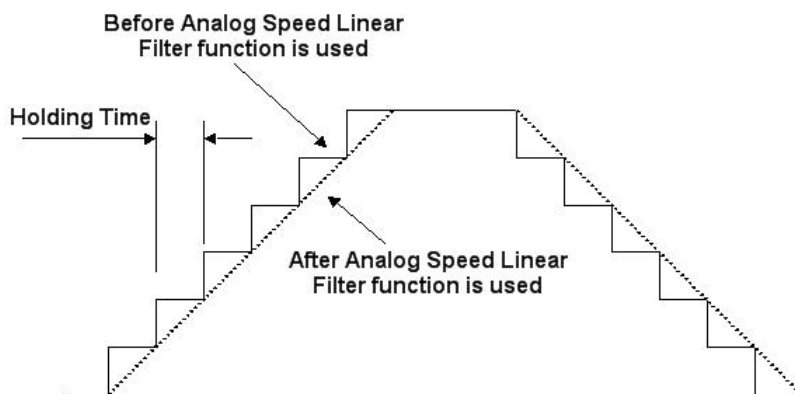 Before Analog Speed Linear
Filter function is used
Holding Time
After Analog Speed Linear
Filter function is used